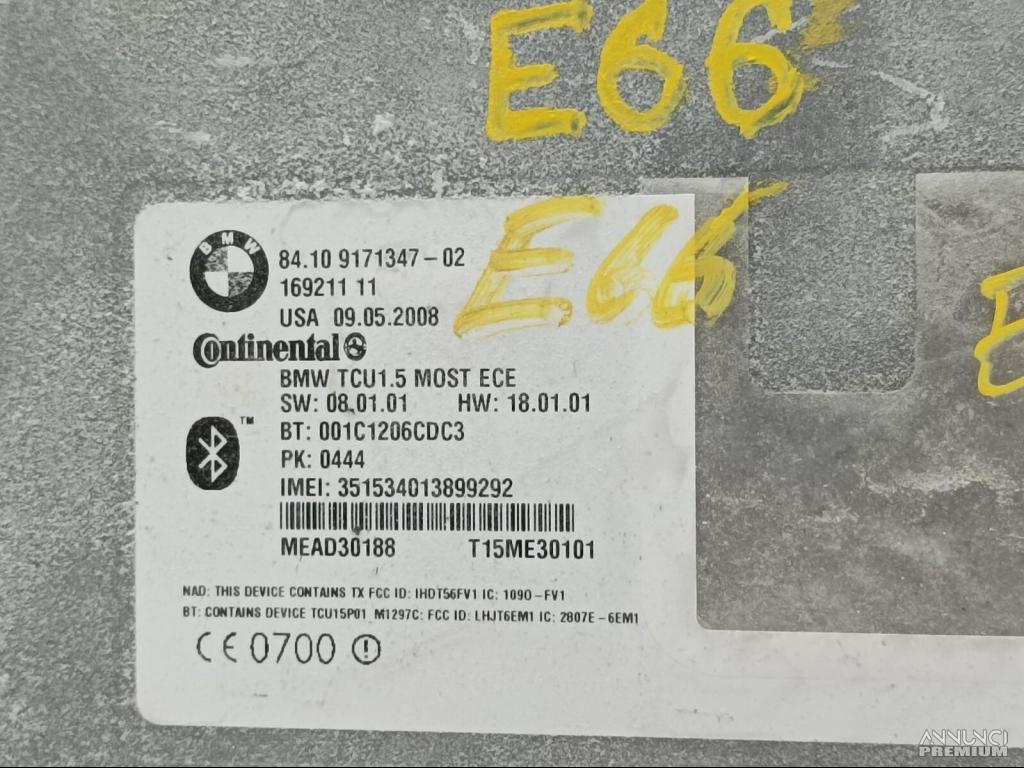 E66
E66
BMW
84.10 9171347-02
169211 11
USA 09.05.2008
Continental
BMW TCU1.5 MOST ECE
SW: 08.01.01 HW: 18.01.01
BT: 001C1206CDC3
™
PK: 0444
IMEI: 351534013899292
MEAD30188 T15ME30101
NAD: THIS DEVICE CONTAINS TX FCC ID: IHDT56FV1 IC: 109O-FV1
BT: CONTAINS DEVICE TCU15P01 M1297C: FCC ID: LHJT6EM1 IC: 2807E-6EM1
CE 0700
ANNUNCI
PREMIUM